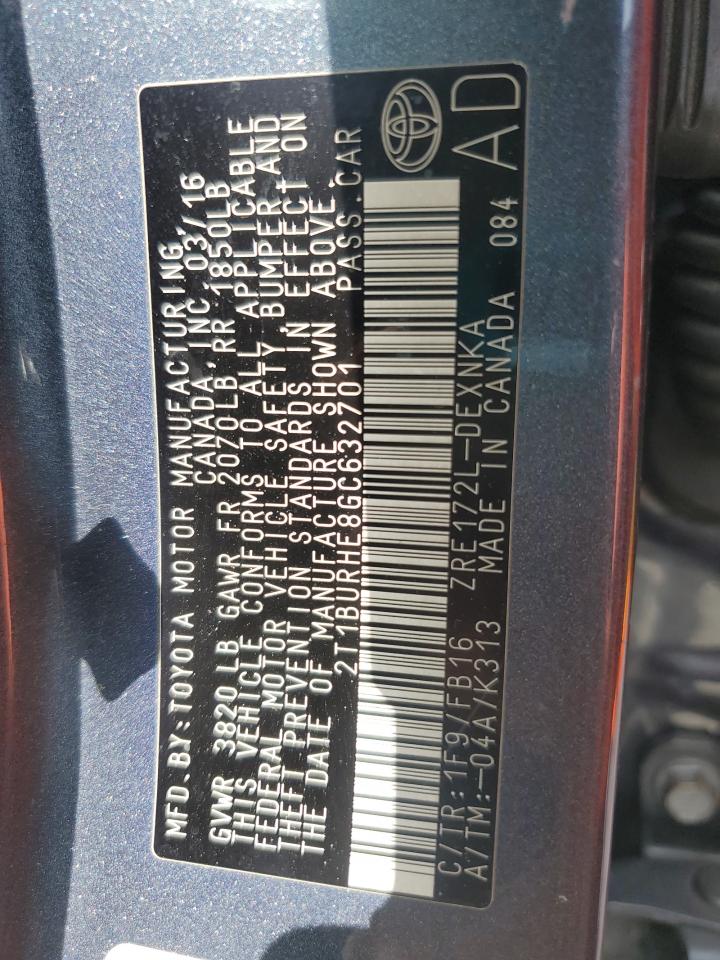 MFD.BY:TOYOTA MOTOR MANUFACTURING
CANADA, INC.03/16
GVWR 3820LB GAWR FR 2070LB, RR 1850LB
THIS VEHICLE CONFORMS TO ALL APPLICABLE
FEDERAL MOTOR VEHICLE SAFETY,BUMPER AND
THEFT PREVENTION STANDARDS IN EFFECT ON
THE DATE OF MANUFACTURE SHOWN ABOVE.
2T1BURHE8GC632701 PASS.CAR
C/TR:1F9/FB16 ZRE172L-DEXNKA
A/TM:-04A/K313 MADE IN CANADA 084
AD